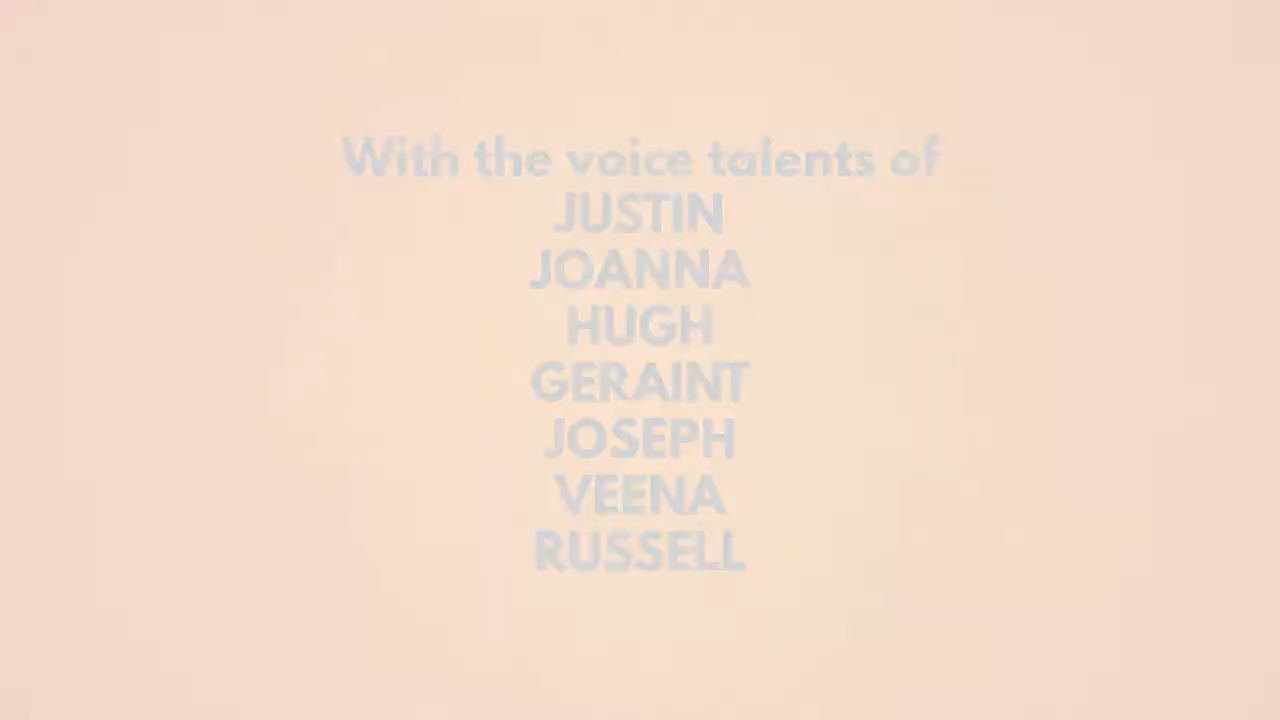 With the voice talents of
JUSTIN
JOANNA
HUGH
GERAINT
JOSEPH
VEENA
RUSSELL